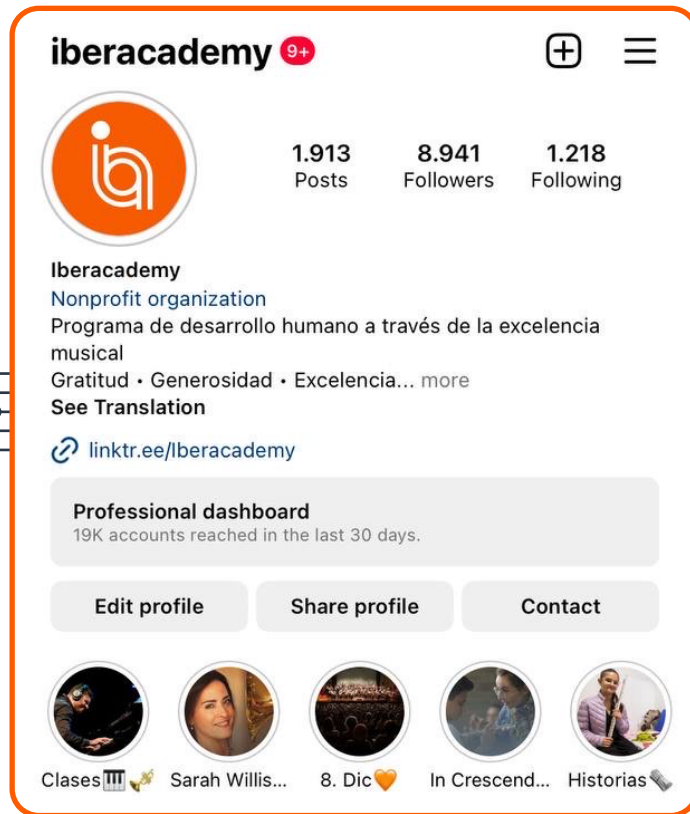 iberacademy 9+
1.913 8.941 1.218
Posts Followers Following
Iberacademy
Nonprofit organization
Programa de desarrollo humano a través de la excelencia
musical
Gratitud • Generosidad • Excelencia... more
See Translation
linktr.ee/Iberacademy
Professional dashboard
19K accounts reached in the last 30 days.
Edit profile Share profile Contact
Clases🎹🎺 Sarah Willis... 8. Dic🧡 In Crescend... Historias🗞️